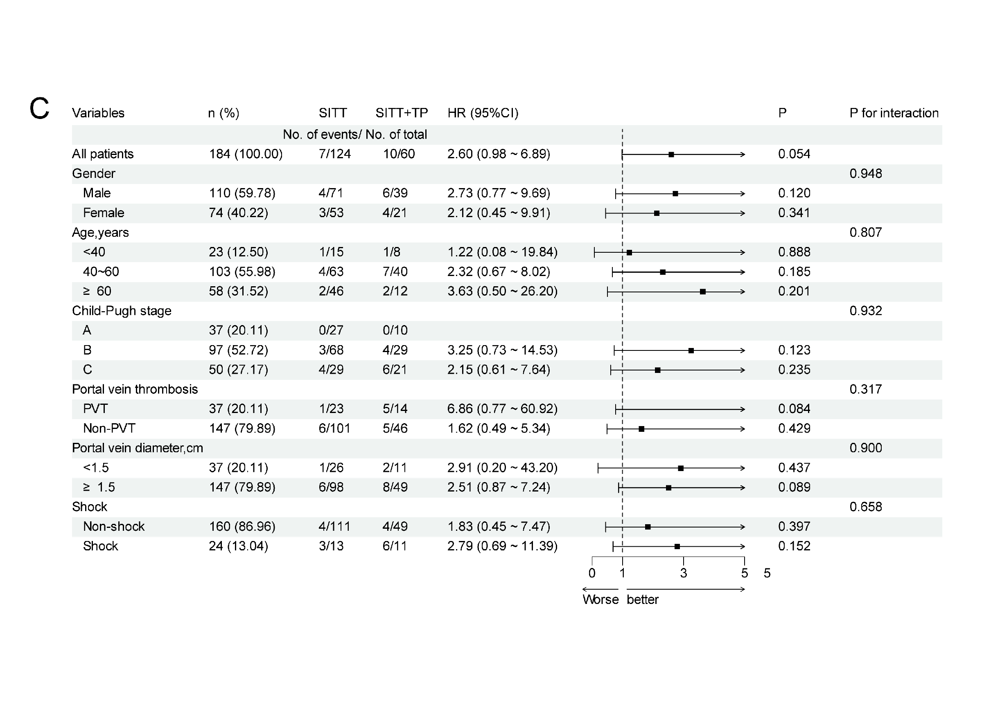 C
Variables n (%) SITT SITT+TP HR (95%CI) P P for interaction
No. of events/ No. of total
All patients 184 (100.00) 7/124 10/60 2.60 (0.98 ~ 6.89) 0.054
Gender 0.948
Male 110 (59.78) 4/71 6/39 2.73 (0.77 ~ 9.69) 0.120
Female 74 (40.22) 3/53 4/21 2.12 (0.45 ~ 9.91) 0.341
Age,years 0.807
<40 23 (12.50) 1/15 1/8 1.22 (0.08 ~ 19.84) 0.888
40~60 103 (55.98) 4/63 7/40 2.32 (0.67 ~ 8.02) 0.185
≥ 60 58 (31.52) 2/46 2/12 3.63 (0.50 ~ 26.20) 0.201
Child-Pugh stage 0.932
A 37 (20.11) 0/27 0/10
B 97 (52.72) 3/68 4/29 3.25 (0.73 ~ 14.53) 0.123
C 50 (27.17) 4/29 6/21 2.15 (0.61 ~ 7.64) 0.235
Portal vein thrombosis 0.317
PVT 37 (20.11) 1/23 5/14 6.86 (0.77 ~ 60.92) 0.084
Non-PVT 147 (79.89) 6/101 5/46 1.62 (0.49 ~ 5.34) 0.429
Portal vein diameter,cm 0.900
<1.5 37 (20.11) 1/26 2/11 2.91 (0.20 ~ 43.20) 0.437
≥ 1.5 147 (79.89) 6/98 8/49 2.51 (0.87 ~ 7.24) 0.089
Shock 0.658
Non-shock 160 (86.96) 4/111 4/49 1.83 (0.45 ~ 7.47) 0.397
Shock 24 (13.04) 3/13 6/11 2.79 (0.69 ~ 11.39) 0.152
0 1 3 5 5
Worse better